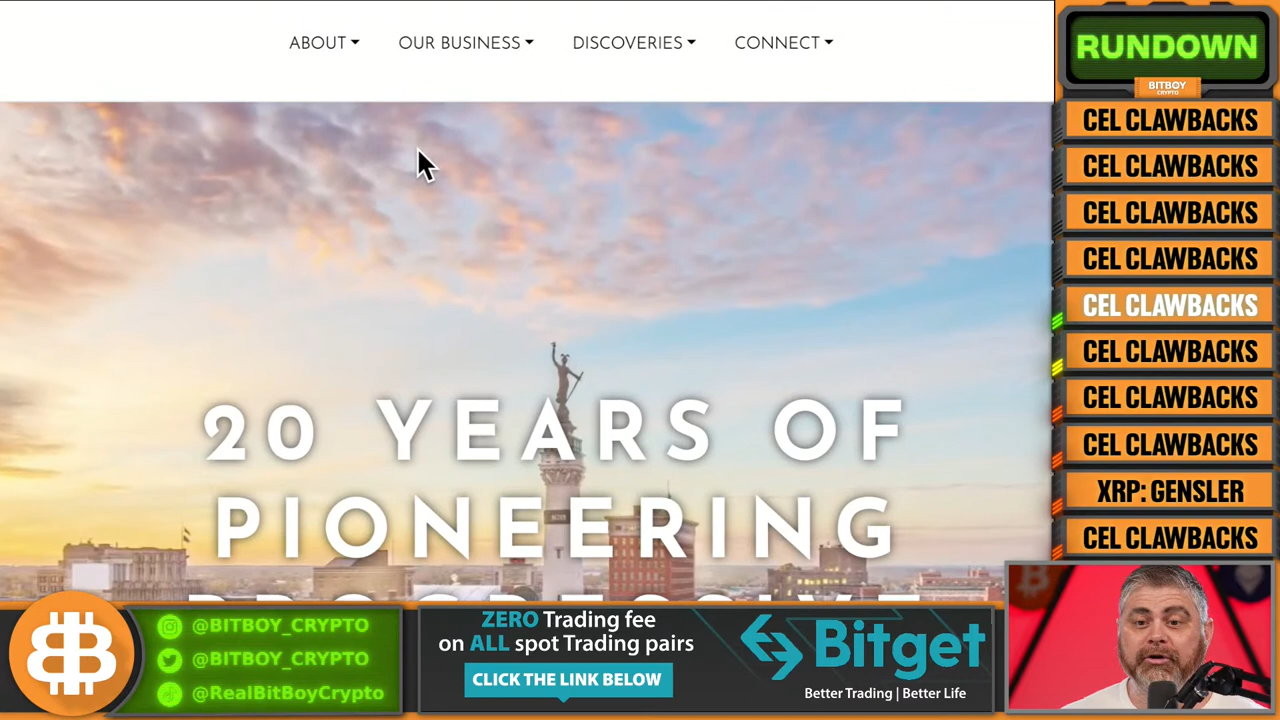 ABOUT
OUR BUSINESS
DISCOVERIES
CONNECT
20 YEARS OF
PIONEERING
PROGRESSIVE
RUNDOWN
BITBOY
CRYPTO
CEL CLAWBACKS
CEL CLAWBACKS
CEL CLAWBACKS
CEL CLAWBACKS
CEL CLAWBACKS
CEL CLAWBACKS
CEL CLAWBACKS
CEL CLAWBACKS
XRP: GENSLER
CEL CLAWBACKS
@BITBOY_CRYPTO
@BITBOY_CRYPTO
@RealBitBoyCrypto
ZERO Trading fee
on ALL spot Trading pairs
CLICK THE LINK BELOW
Bitget
Better Trading | Better Life